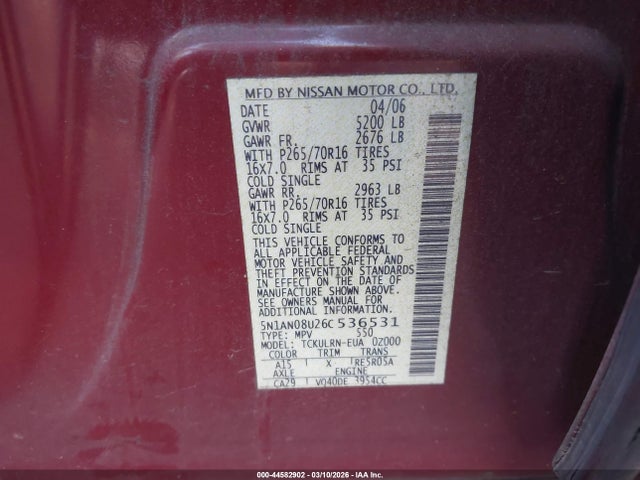 MFD BY NISSAN MOTOR CO., LTD.
DATE 04/06
GVWR 5200 LB
GAWR FR. 2676 LB
WITH P265/70R16 TIRES
16X7.0 RIMS AT 35 PSI
COLD SINGLE
GAWR RR. 2963 LB
WITH P265/70R16 TIRES
16X7.0 RIMS AT 35 PSI
COLD SINGLE
THIS VEHICLE CONFORMS TO
ALL APPLICABLE FEDERAL
MOTOR VEHICLE SAFETY AND
THEFT PREVENTION STANDARDS
IN EFFECT ON THE DATE OF
MANUFACTURE SHOWN ABOVE.
SEE OWNERS MANUAL FOR
ADDITIONAL INFORMATION
5N1AN08U26C536531
TYPE: MPV 550
MODEL: TCKULRN-EUA 0Z000
COLOR TRIM TRANS
A15 X RE5R05A
AXLE ENGINE
CA29 VQ40DE 3954CC
000-44582902 - 03/10/2026 - IAA Inc.